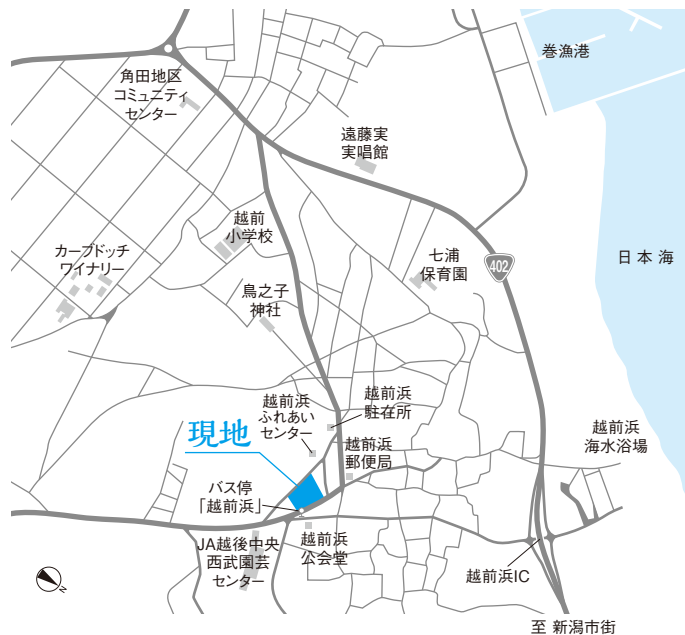 巻漁港
角田地区
コミュニティ
センター
遠藤実
実唱館
越前
小学校
カーブドッチ
ワイナリー
七浦
保育園
402
日本海
鳥之子
神社
越前浜
ふれあい
センター
越前浜
駐在所
現地
越前浜
郵便局
越前浜
海水浴場
バス停
「越前浜」
JA越後中央
西武園芸
センター
越前浜
公会堂
越前浜IC
N
至 新潟市街